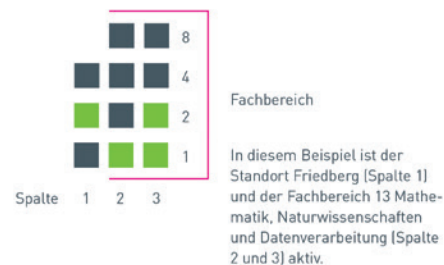 8
4
Fachbereich
2
1
In diesem Beispiel ist der
Standort Friedberg (Spalte 1)
und der Fachbereich 13 Mathe-
matik, Naturwissenschaften
und Datenverarbeitung (Spalte
2 und 3) aktiv.
Spalte 1 2 3